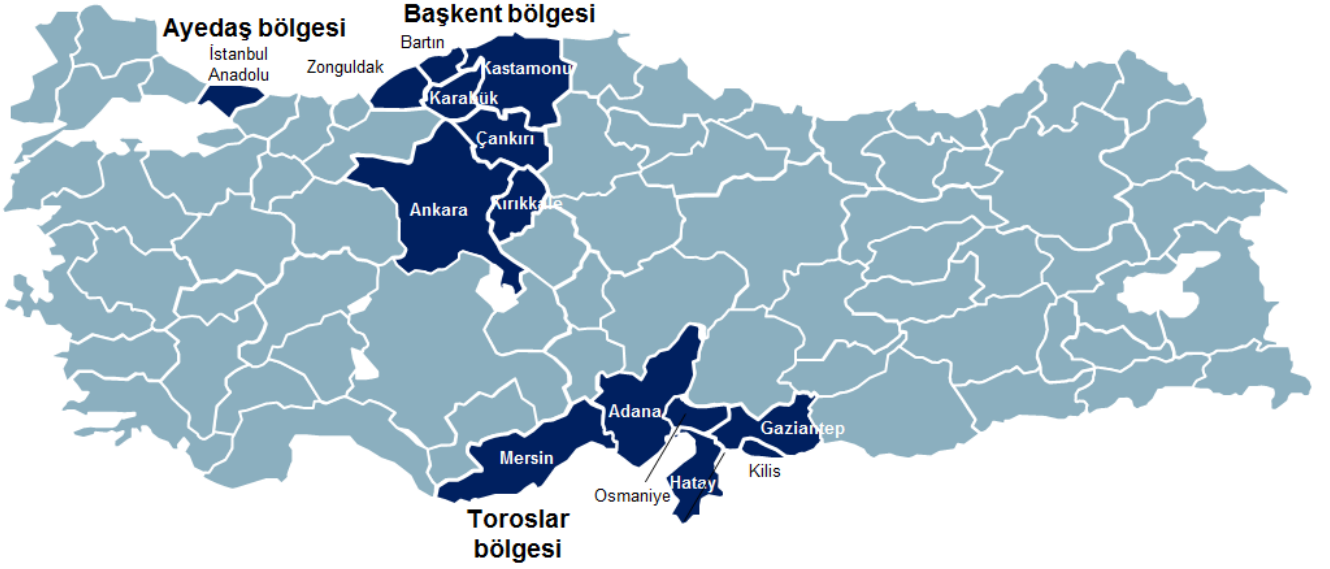 Ayedaş bölgesi
İstanbul
Anadolu
Başkent bölgesi
Bartın
Zonguldak
Kastamonu
Karabük
Çankırı
Ankara
Kırıkkale
Adana
Gaziantep
Mersin
Kilis
Hatay
Osmaniye
Toroslar
bölgesi